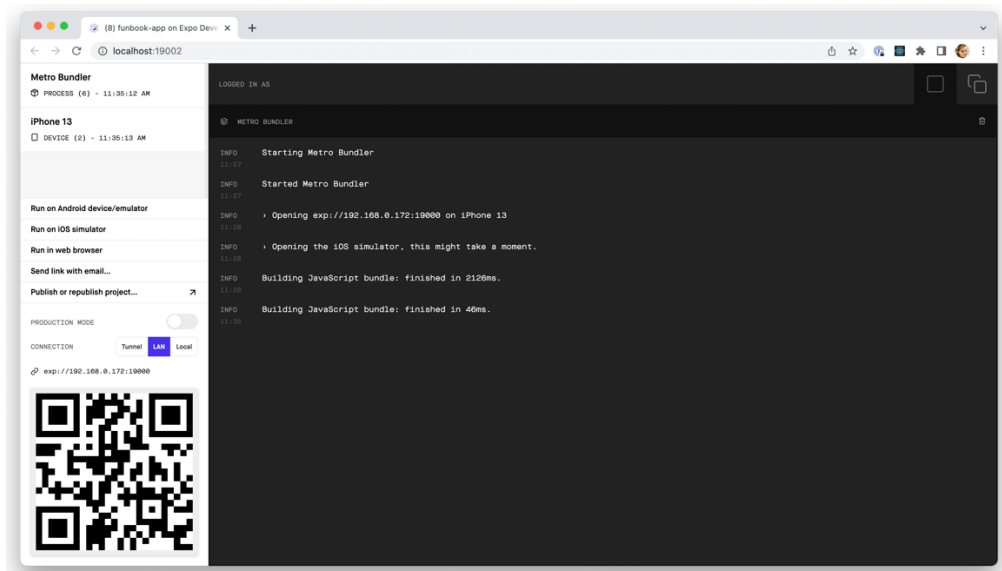 (8) funbook-app on Expo Deve
localhost:19002
Metro Bundler
PROCESS (6) - 11:35:12 AM
iPhone 13
DEVICE (2) - 11:35:13 AM
Run on Android device/emulator
Run on iOS simulator
Run in web browser
Send link with email...
Publish or republish project...
PRODUCTION MODE
CONNECTION Tunnel LAN Local
exp://192.168.0.172:19000
LOGGED IN AS
METRO BUNDLER
INFO Starting Metro Bundler
11:27
INFO Started Metro Bundler
11:27
INFO › Opening exp://192.168.0.172:19000 on iPhone 13
11:28
INFO › Opening the iOS simulator, this might take a moment.
11:28
INFO Building JavaScript bundle: finished in 2126ms.
11:28
INFO Building JavaScript bundle: finished in 46ms.
11:35